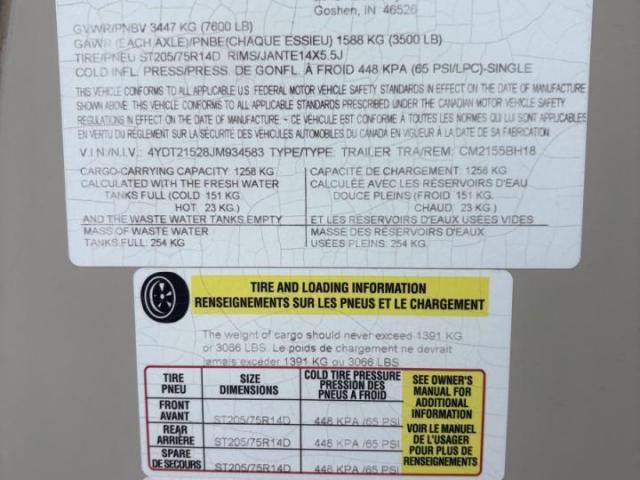 Goshen, IN 46526
GVWR/PNBV 3447 KG (7600 LB)
GAWR (EACH AXLE)/PNBE(CHAQUE ESSIEU) 1588 KG (3500 LB)
TIRE/PNEU ST205/75R14D RIMS/JANTE14X5.5J
COLD INFL. PRESS/PRESS. DE GONFL. À FROID 448 KPA (65 PSI/LPC)-SINGLE
THIS VEHICLE CONFORMS TO ALL APPLICABLE U.S. FEDERAL MOTOR VEHICLE SAFETY STANDARDS IN EFFECT ON THE DATE OF MANUFACTURE
SHOWN ABOVE. THIS VEHICLE CONFORMS TO ALL APPLICABLE STANDARDS PRESCRIBED UNDER THE CANADIAN MOTOR VEHICLE SAFETY
REGULATIONS IN EFFECT ON THE DATE OF MANUFACTURE - CE VÉHICULE EST CONFORME À TOUTES LES NORMES QUI LUI SONT APPLICABLES
EN VERTU DU RÈGLEMENT SUR LA SÉCURITÉ DES VÉHICULES AUTOMOBILES DU CANADA EN VIGUEUR À LA DATE DE SA FABRICATION.
V.I.N./N.I.V.: 4YDT21528JM934583 TYPE/TYPE: TRAILER TRA/REM: CM2155BH18
CARGO-CARRYING CAPACITY: 1258 KG
CALCULATED WITH THE FRESH WATER
TANKS FULL (COLD 151 KG
HOT 23 KG.)
AND THE WASTE WATER TANKS EMPTY
MASS OF WASTE WATER
TANKS FULL: 254 KG
CAPACITÉ DE CHARGEMENT: 1258 KG
CALCULÉE AVEC LES RÉSERVOIRS D'EAU
DOUCE PLEINS (FROID 151 KG.
CHAUD 23 KG.)
ET LES RÉSERVOIRS D'EAUX USÉES VIDES
MASSE DES RÉSERVOIRS D'EAUX
USÉES PLEINS: 254 KG.
TIRE AND LOADING INFORMATION
RENSEIGNEMENTS SUR LES PNEUS ET LE CHARGEMENT
The weight of cargo should never exceed 1391 KG
or 3066 LBS. Le poids de chargement ne devrait
jamais excéder 1391 KG ou 3066 LBS
TIRE
PNEU
SIZE
DIMENSIONS
COLD TIRE PRESSURE
PRESSION DES
PNEUS A FROID
FRONT
AVANT
ST205/75R14D
448 KPA /65 PSI
REAR
ARRIÈRE
ST205/75R14D
448 KPA /65 PSI
SPARE
DE SECOURS
ST205/75R14D
448 KPA /65 PSI
SEE OWNER'S
MANUAL FOR
ADDITIONAL
INFORMATION
VOIR LE MANUEL
DE L'USAGER
POUR PLUS DE
RENSEIGNEMENTS